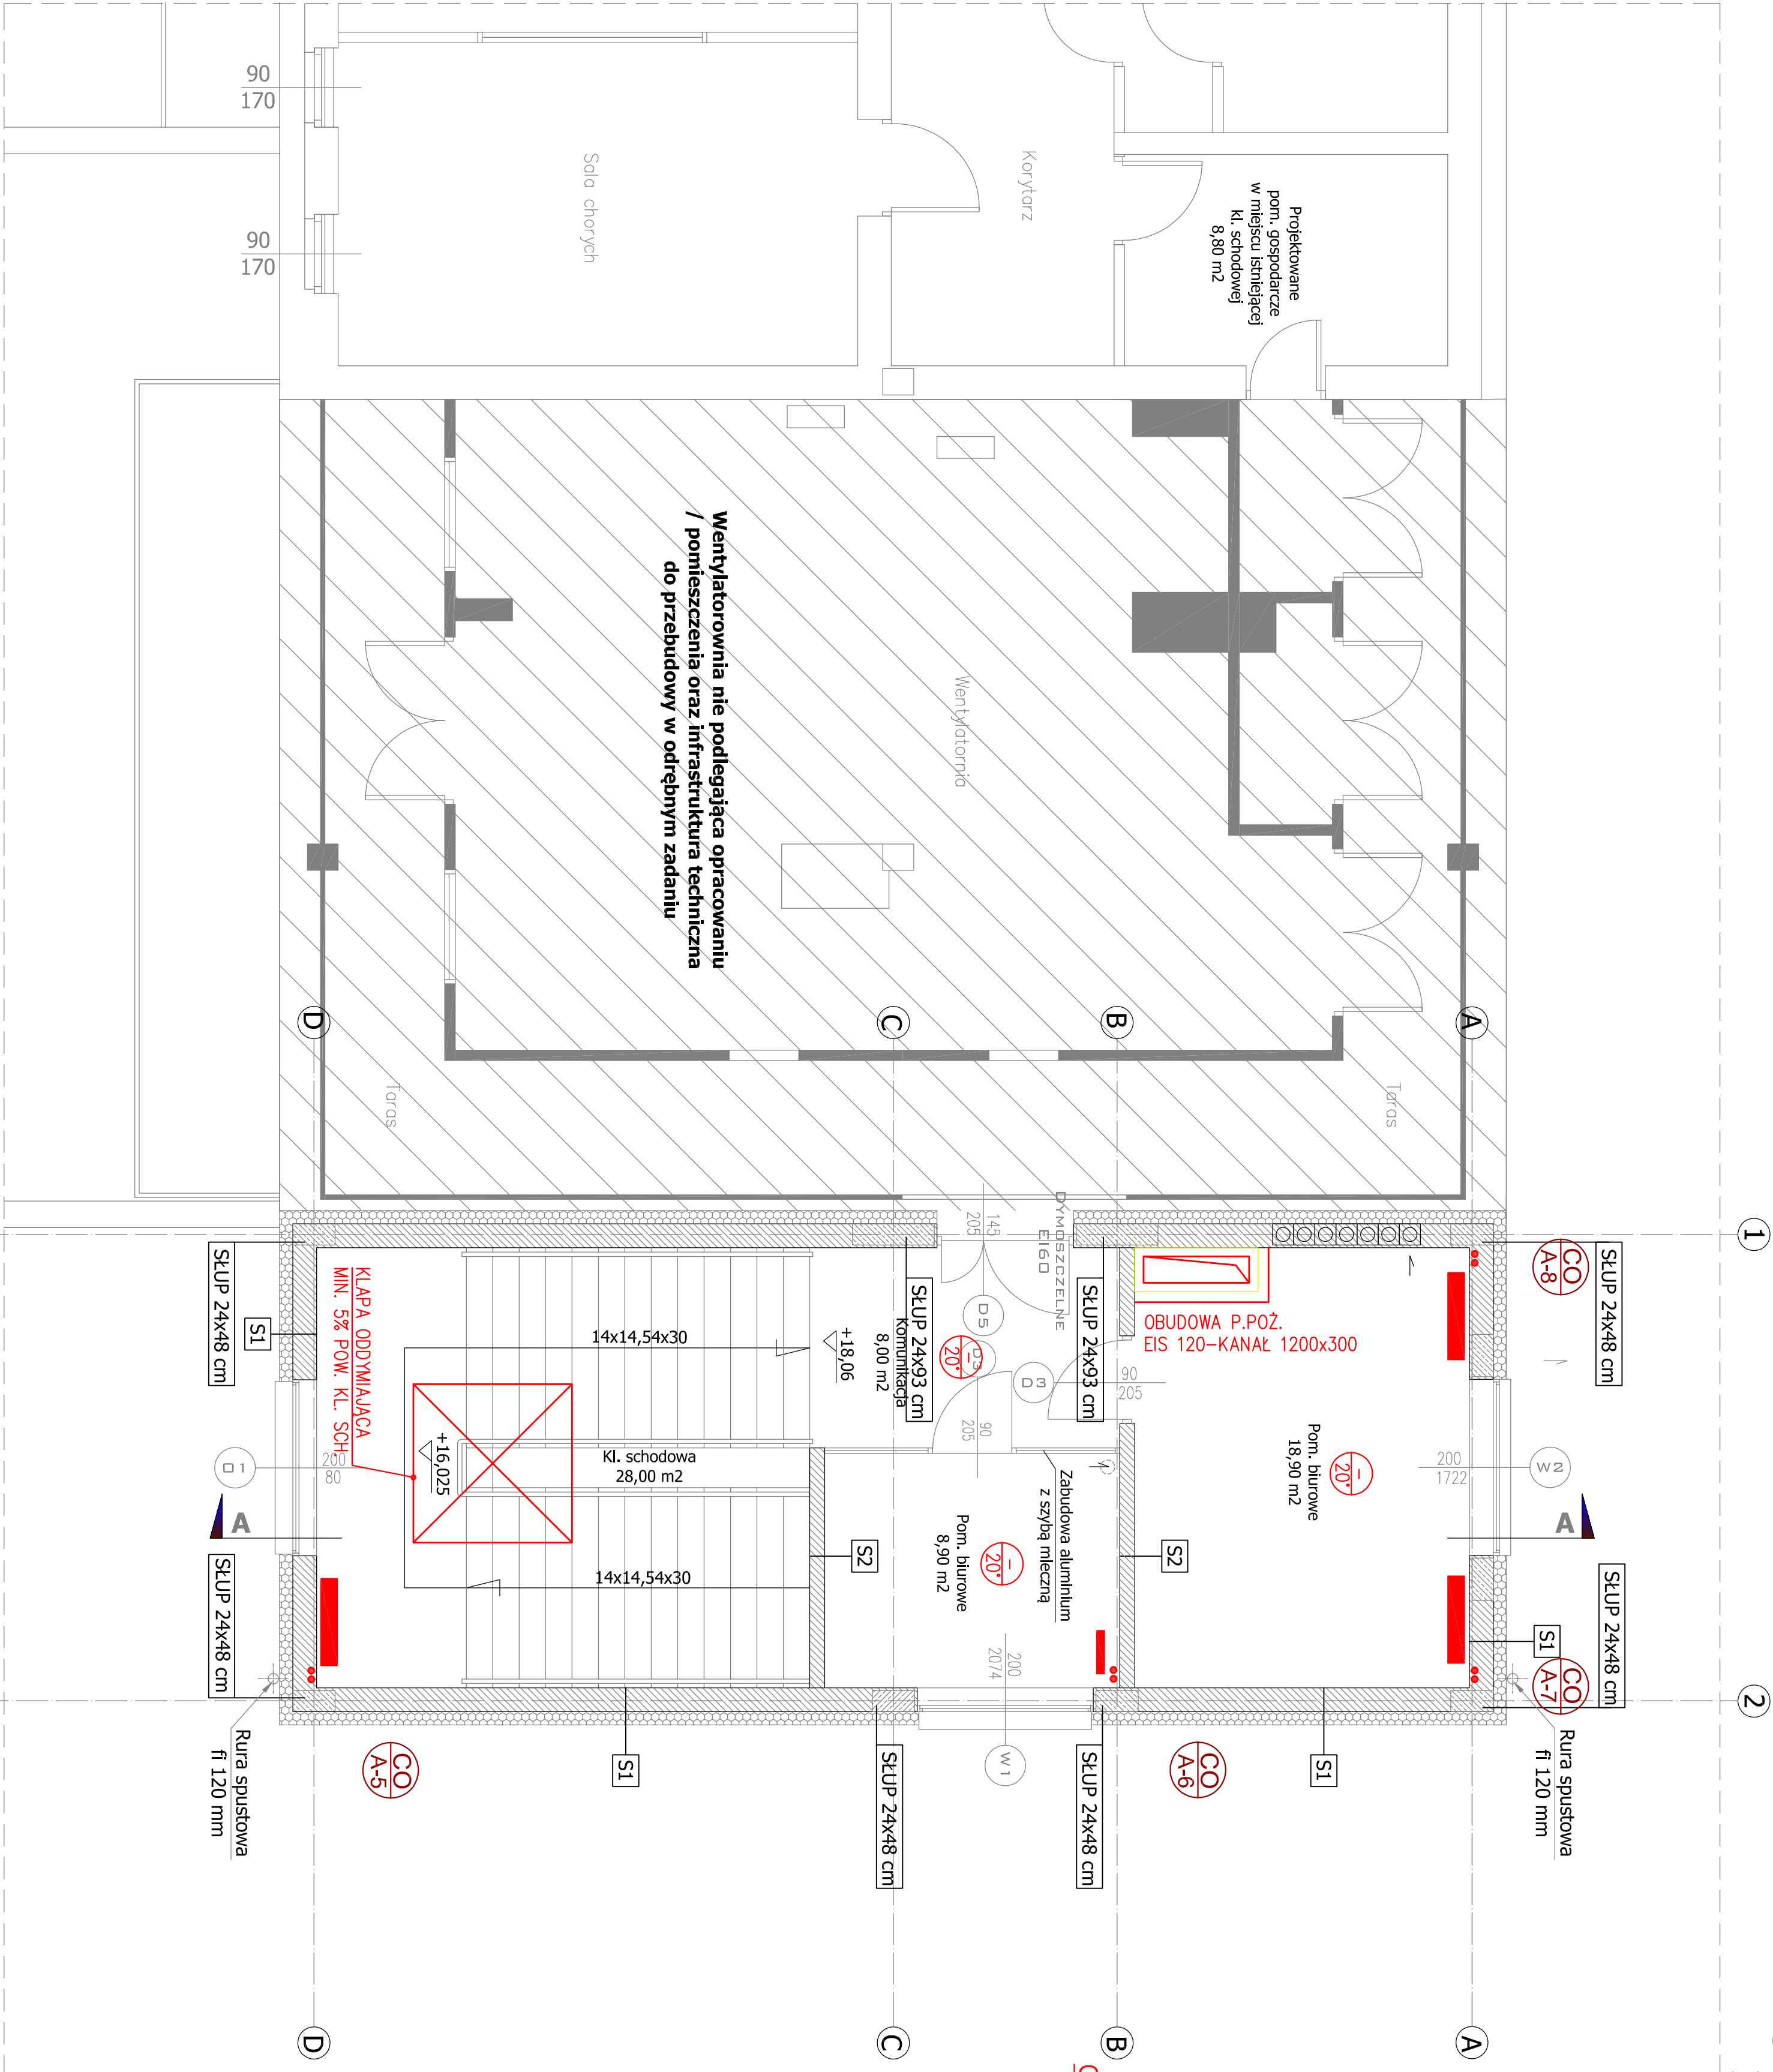 90
170
90
170
Sala chorych
Korytarz
Projektowane
pom. gospodarcze
w miejscu istniejącej
kl. schodowej
8,80 m2
Wentylatorownia nie podlegająca opracowaniu
/ pomieszczenia oraz infrastruktura techniczna
do przebudowy w odrębnym zadaniu
Wentylatornia
Taras
Taras
D
C
B
A
1
2
D
C
B
A
SŁUP 24x48 cm
S1
KLAPA ODDYMIAJĄCA
MIN. 5% POW. KL. SCH.
14x14,54x30
14x14,54x30
+18,06
+16,025
Kl. schodowa
28,00 m2
Komunikacja
8,00 m2
SŁUP 24x93 cm
145
205
DYMOSZCZELNE
EI60
D5
D3
D3
20°
SŁUP 24x93 cm
90
205
90
205
OBUDOWA P.POŻ.
EIS 120-KANAŁ 1200x300
CO
A-8
SŁUP 24x48 cm
Pom. biurowe
18,90 m2
20°
200
1722
W2
A
A
O1
200
80
SŁUP 24x48 cm
S2
S2
Zabudowa aluminium
z szybą mleczną
Pom. biurowe
8,90 m2
20°
200
2074
W1
S1
CO
A-7
SŁUP 24x48 cm
Rura spustowa
fi 120 mm
Rura spustowa
fi 120 mm
CO
A-5
S1
SŁUP 24x48 cm
SŁUP 24x48 cm
CO
A-6
S1